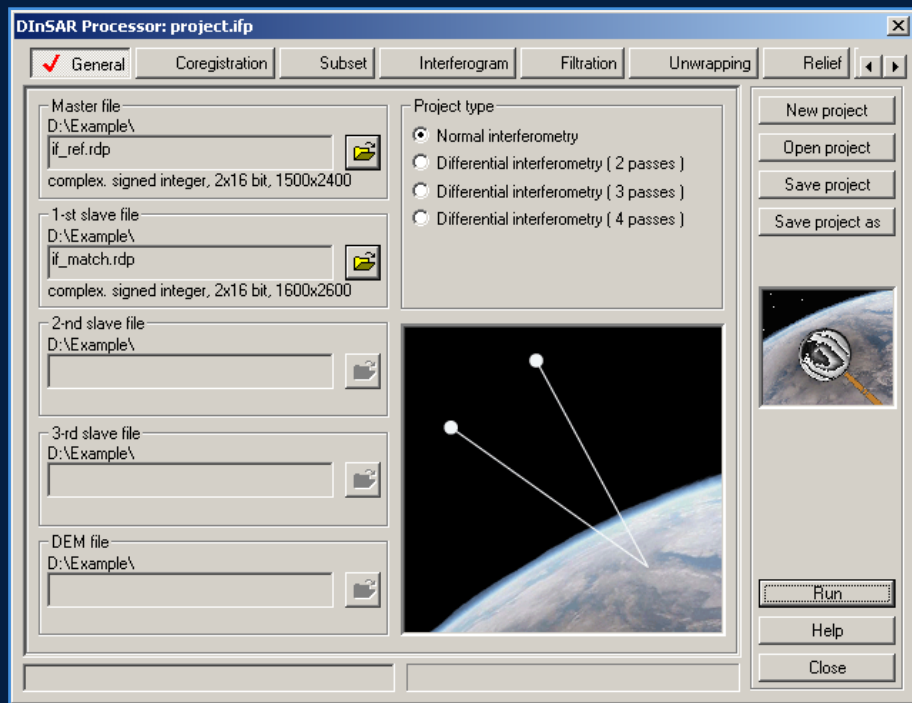 DInSAR Processor: project.ifp
General Coregistration Subset Interferogram Filtration Unwrapping Relief
Master file
D:\Example\
if_ref.rdp
complex. signed integer, 2x16 bit, 1500x2400
1-st slave file
D:\Example\
if_match.rdp
complex. signed integer, 2x16 bit, 1600x2600
2-nd slave file
D:\Example\
3-rd slave file
D:\Example\
DEM file
D:\Example\
Project type
Normal interferometry
Differential interferometry ( 2 passes )
Differential interferometry ( 3 passes )
Differential interferometry ( 4 passes )
New project
Open project
Save project
Save project as
Run
Help
Close